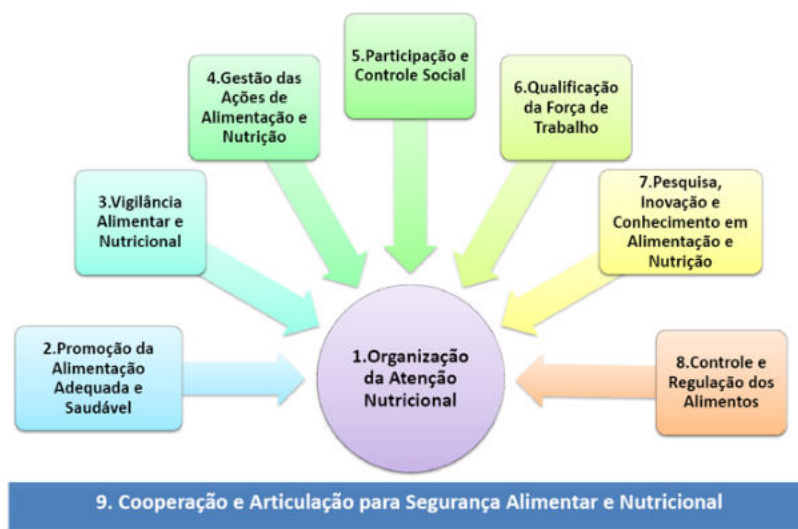 5.Participação e
Controle Social
4.Gestão das
Ações de
Alimentação e
Nutrição
6.Qualificação
da Força de
Trabalho
3.Vigilância
Alimentar e
Nutricional
7.Pesquisa,
Inovação e
Conhecimento em
Alimentação e
Nutrição
2.Promoção da
Alimentação
Adequada e
Saudável
1.Organização
da Atenção
Nutricional
8.Controle e
Regulação dos
Alimentos
9. Cooperação e Articulação para Segurança Alimentar e Nutricional